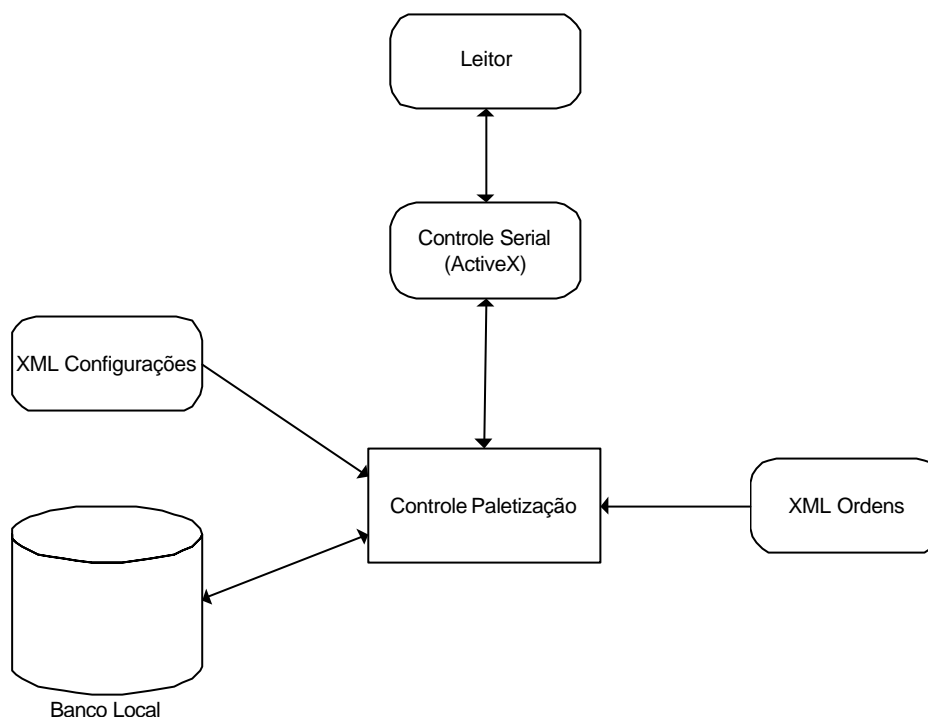 Leitor
Controle Serial
(ActiveX)
XML Configurações
Controle Paletização
XML Ordens
Banco Local